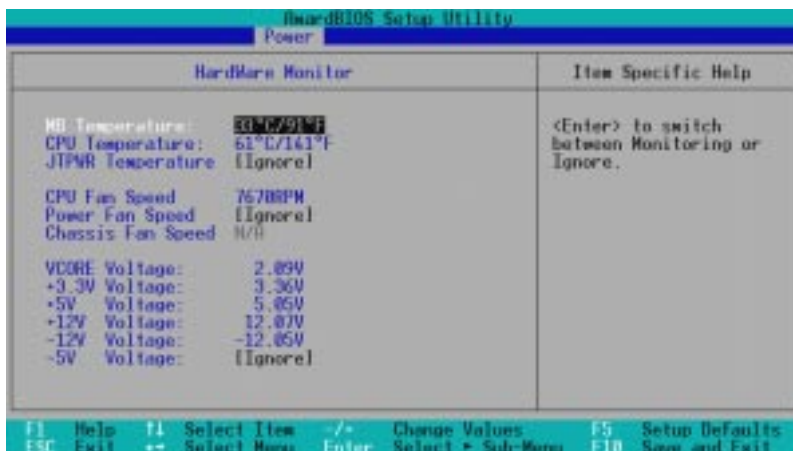 AwardBIOS Setup Utility
Power
HardWare Monitor
Item Specific Help
MB Temperature: 33°C/91°F
CPU Temperature: 61°C/141°F
JTPWR Temperature [Ignore]
CPU Fan Speed 7670RPM
Power Fan Speed [Ignore]
Chassis Fan Speed N/A
VCORE Voltage: 2.09V
+3.3V Voltage: 3.36V
+5V Voltage: 5.05V
+12V Voltage: 12.07V
-12V Voltage: -12.05V
-5V Voltage: [Ignore]
<Enter> to switch
between Monitoring or
Ignore.
F1 Help ↑↓ Select Item -/+ Change Values F5 Setup Defaults
ESC Exit ←→ Select Menu Enter Select ► Sub-Menu F10 Save and Exit